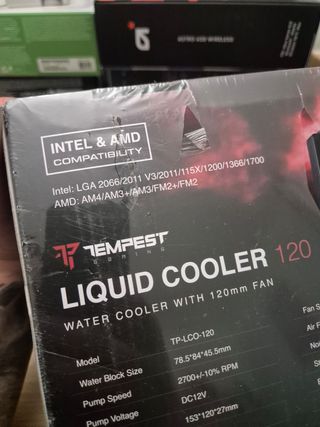 INTEL & AMD
COMPATIBILITY
Intel: LGA 2066/2011 V3/2011/115X/1200/1366/1700
AMD: AM4/AM3+/AM3/FM2+/FM2
TEMPEST
LIQUID COOLER 120
WATER COOLER WITH 120mm FAN
Model TP-LCO-120
Water Block Size 78.5*84*45.5mm
Pump Speed 2700+/-10% RPM
Pump Voltage DC12V
153*120*27mm
Fan S
Air F